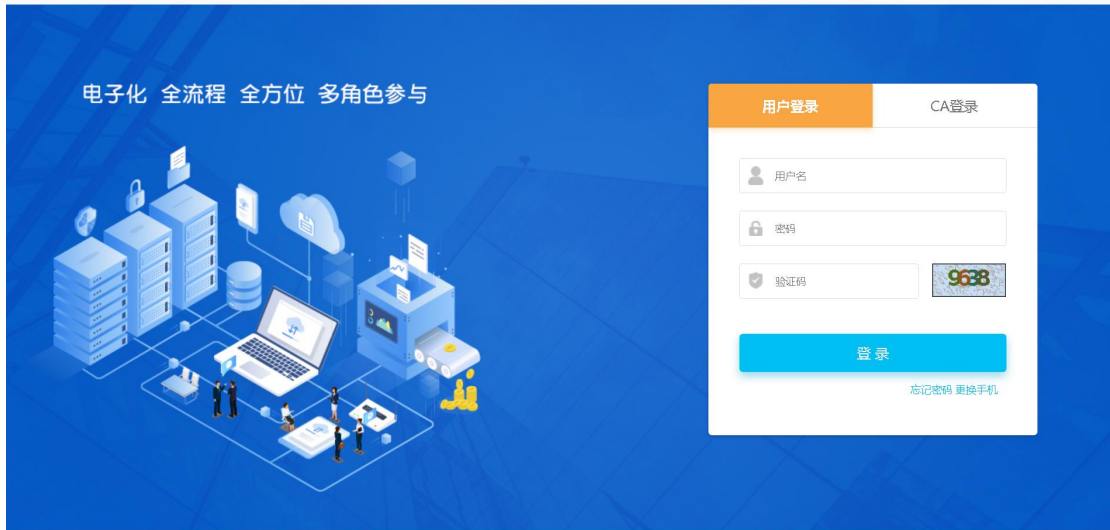 电子化 全流程 全方位 多角色参与
用户登录
CA登录
用户名
密码
验证码
9638
登录
忘记密码 更换手机